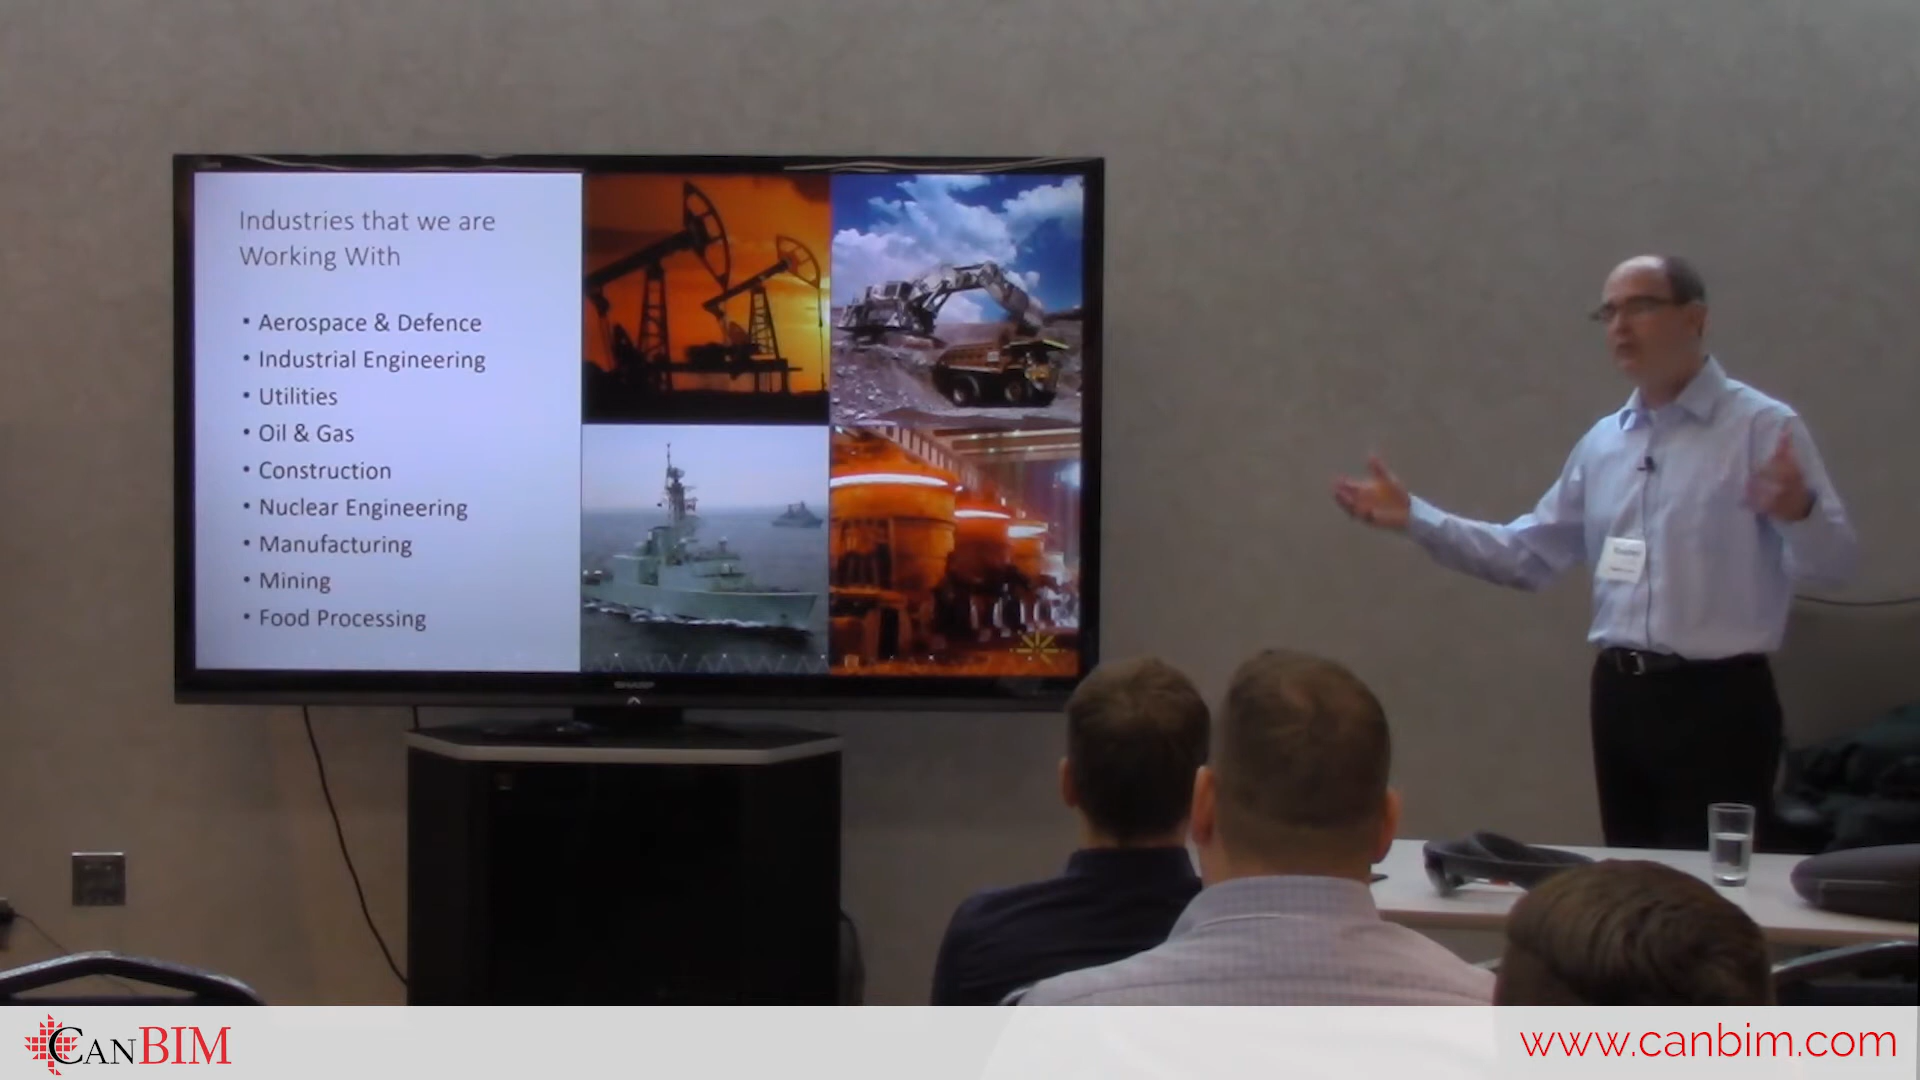 Industries that we are
Working With
• Aerospace & Defence
• Industrial Engineering
• Utilities
• Oil & Gas
• Construction
• Nuclear Engineering
• Manufacturing
• Mining
• Food Processing
SHARP
CANBIM
www.canbim.com